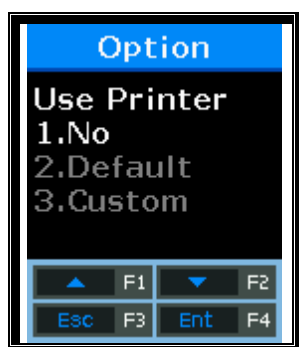 Option
Use Printer
1.No
2.Default
3.Custom
▲ F1 ▼ F2
Esc F3 Ent F4